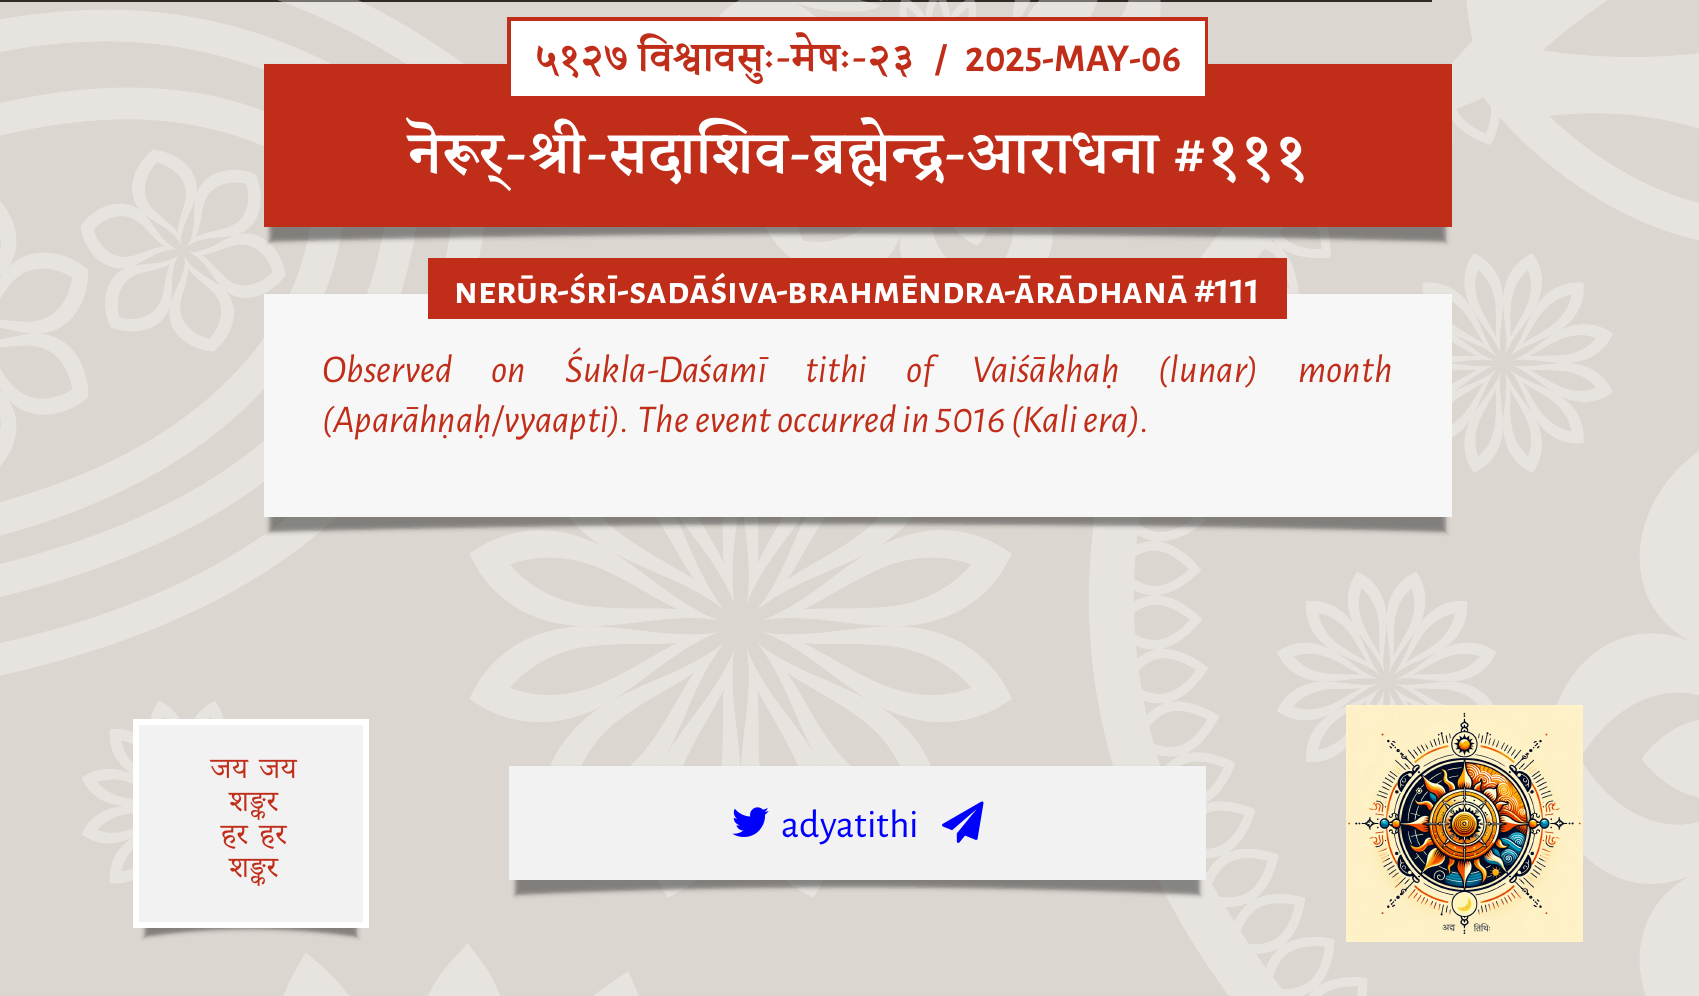 ५१२७ विश्वावसुः-मेषः-२३ / 2025-MAY-06
नॆरूर्-श्री-सदाशिव-ब्रह्मेन्द्र-आराधना #१११
NERŪR-ŚRĪ-SADĀŚIVA-BRAHMĒNDRA-ĀRĀDHANĀ #111
Observed on Śukla-Daśamī tithi of Vaiśākhaḥ (lunar) month
(Aparāhṇaḥ/vyaapti). The event occurred in 5016 (Kali era).
जय जय
शङ्कर
हर हर
शङ्कर
adyatithi
अद्य तिथिः